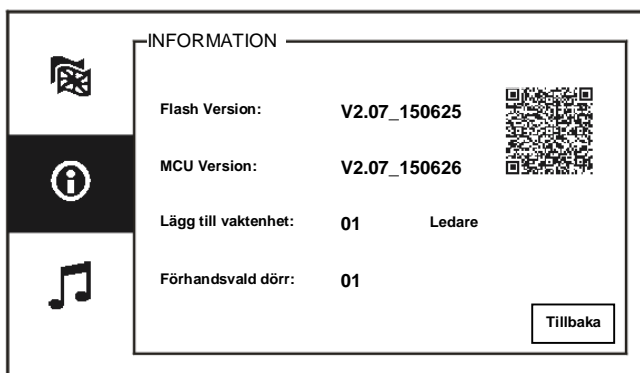 INFORMATION
Flash Version: V2.07_150625
MCU Version: V2.07_150626
Lägg till vaktenhet: 01 Ledare
Förhandsvald dörr: 01
Tillbaka